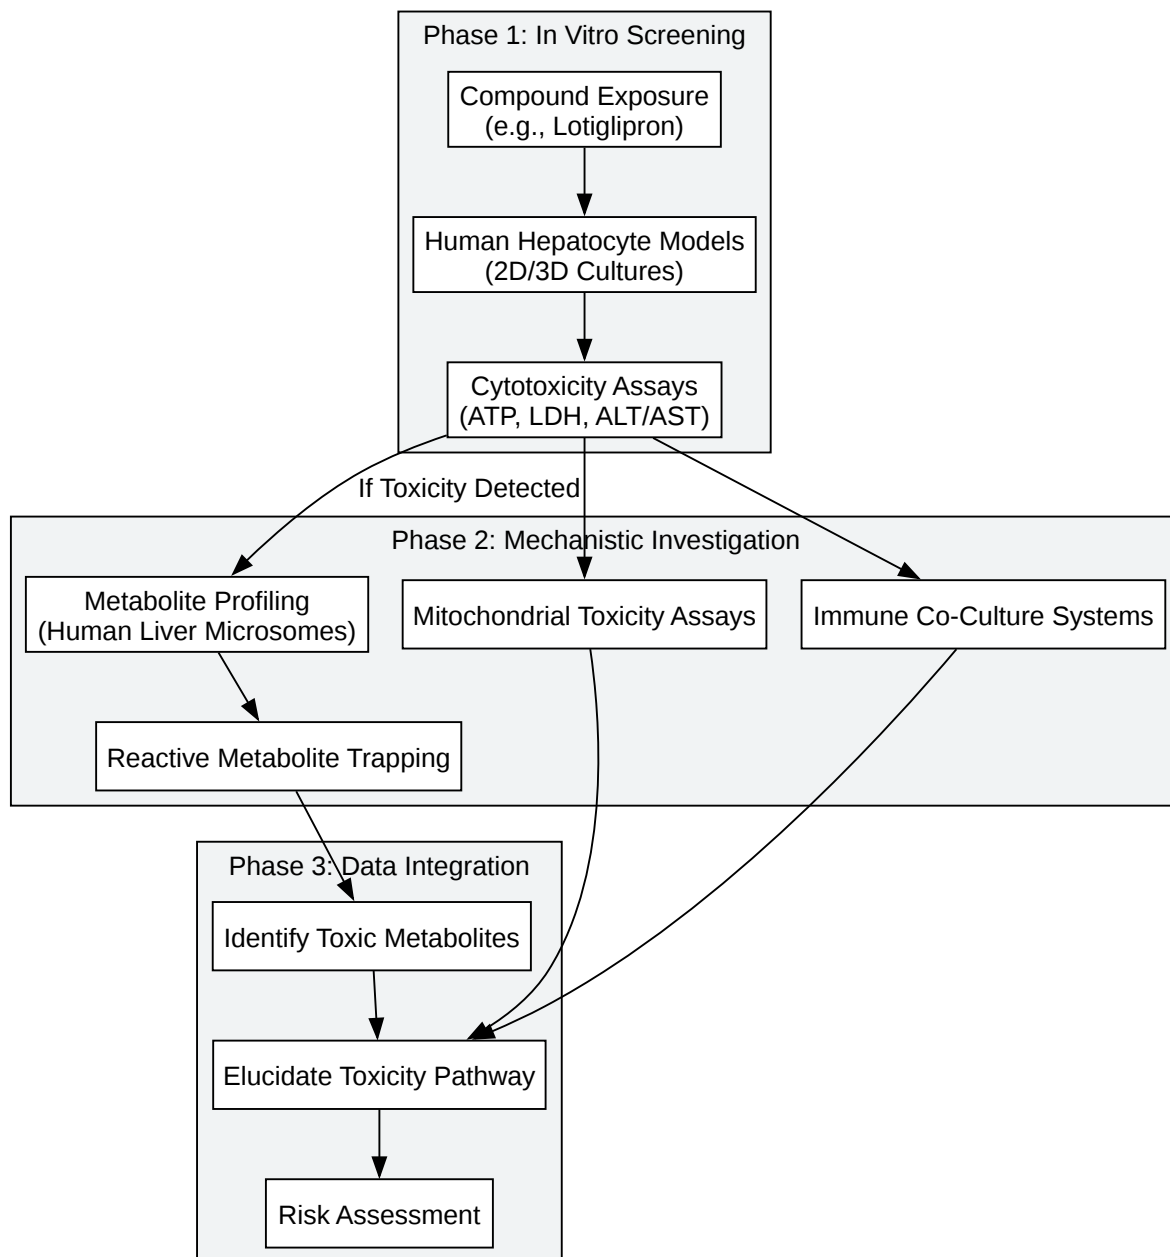 Phase 1: In Vitro Screening
Compound Exposure
(e.g., Lotiglipron)
Human Hepatocyte Models
(2D/3D Cultures)
Cytotoxicity Assays
(ATP, LDH, ALT/AST)
If Toxicity Detected
Phase 2: Mechanistic Investigation
Metabolite Profiling
(Human Liver Microsomes)
Mitochondrial Toxicity Assays
Immune Co-Culture Systems
Reactive Metabolite Trapping
Phase 3: Data Integration
Identify Toxic Metabolites
Elucidate Toxicity Pathway
Risk Assessment